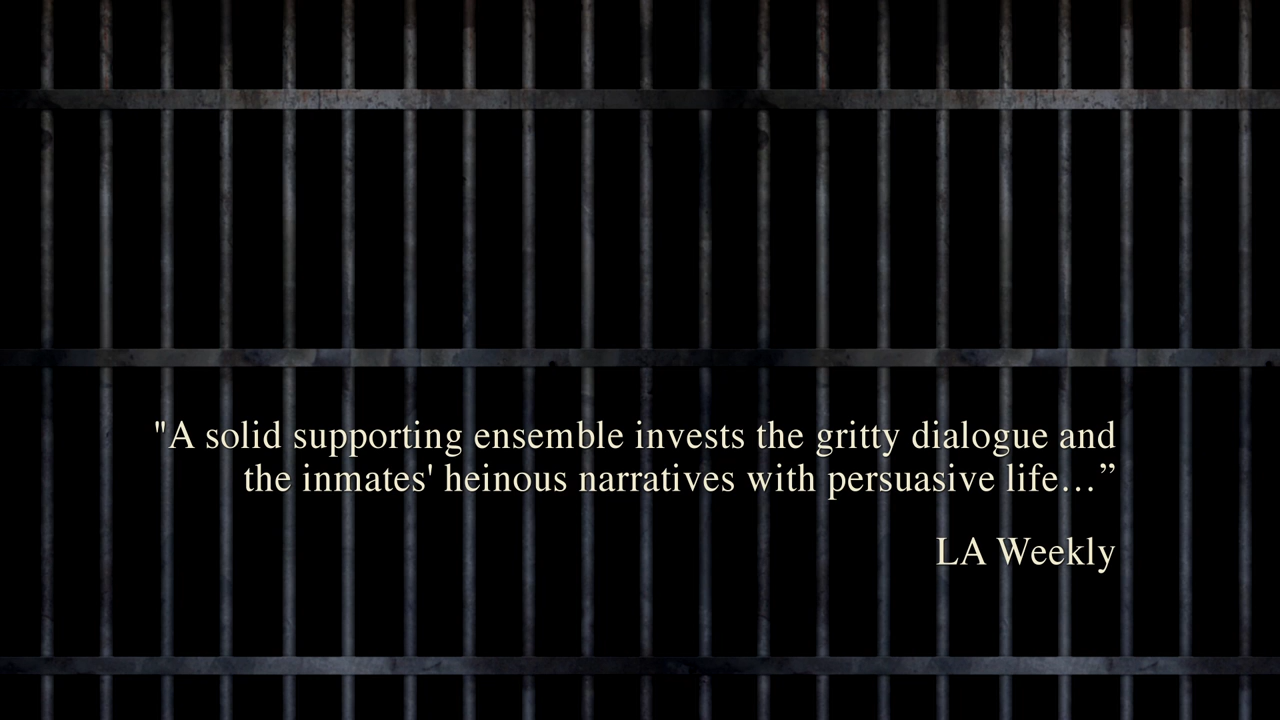 "A solid supporting ensemble invests the gritty dialogue and
the inmates' heinous narratives with persuasive life…”
LA Weekly